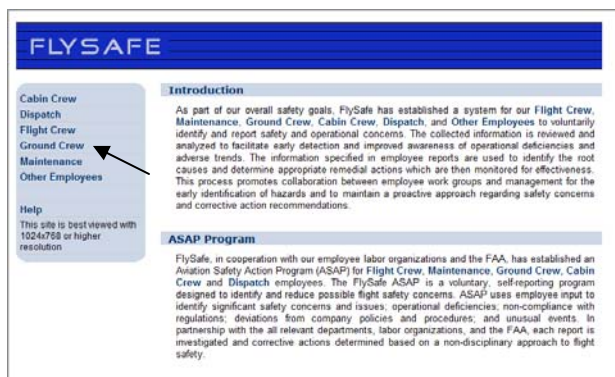 FLYSAFE
Cabin Crew
Dispatch
Flight Crew
Ground Crew
Maintenance
Other Employees
Help
This site is best viewed with
1024x768 or higher
resolution
Introduction
As part of our overall safety goals, FlySafe has established a system for our Flight Crew,
Maintenance, Ground Crew, Cabin Crew, Dispatch, and Other Employees to voluntarily
identify and report safety and operational concerns. The collected information is reviewed and
analyzed to facilitate early detection and improved awareness of operational deficiencies and
adverse trends. The information specified in employee reports are used to identify the root
causes and determine appropriate remedial actions which are then monitored for effectiveness.
This process promotes collaboration between employee work groups and management for the
early identification of hazards and to maintain a proactive approach regarding safety concerns
and corrective action recommendations.
ASAP Program
FlySafe, in cooperation with our employee labor organizations and the FAA, has established an
Aviation Safety Action Program (ASAP) for Flight Crew, Maintenance, Ground Crew, Cabin
Crew and Dispatch employees. The FlySafe ASAP is a voluntary, self-reporting program
designed to identify and reduce possible flight safety concerns. ASAP uses employee input to
identify significant safety concerns and issues; operational deficiencies; non-compliance with
regulations; deviations from company policies and procedures; and unusual events. In
partnership with the all relevant departments, labor organizations, and the FAA, each report is
investigated and corrective actions determined based on a non-disciplinary approach to flight
safety.